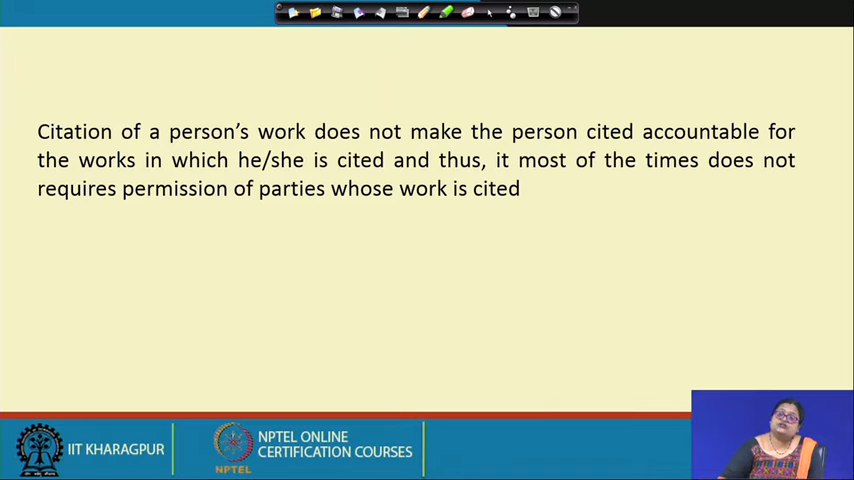 Citation of a person's work does not make the person cited accountable for
the works in which he/she is cited and thus, it most of the times does not
requires permission of parties whose work is cited
IIT KHARAGPUR
NPTEL
NPTEL ONLINE
CERTIFICATION COURSES